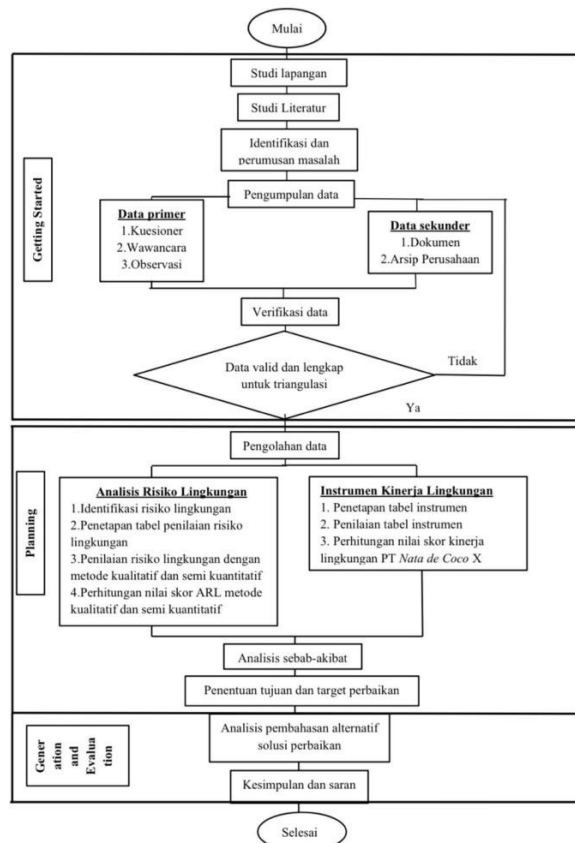 Mulai
Getting Started
Studi lapangan
Studi Literatur
Identifikasi dan
perumusan masalah
Pengumpulan data
Data primer
1.Kuesioner
2.Wawancara
3.Observasi
Data sekunder
1.Dokumen
2.Arsip Perusahaan
Verifikasi data
Data valid dan lengkap
untuk triangulasi
Tidak
Ya
Planning
Pengolahan data
Analisis Risiko Lingkungan
1.Identifikasi risiko lingkungan
2.Penetapan tabel penilaian risiko
lingkungan
3.Penilaian risiko lingkungan dengan
metode kualitatif dan semi kuantitatif
4.Perhitungan nilai skor ARL metode
kualitatif dan semi kuantitatif
Instrumen Kinerja Lingkungan
1. Penetapan tabel instrumen
2. Penilaian tabel instrumen
3. Perhitungan nilai skor kinerja
lingkungan PT Nata de Coco X
Analisis sebab-akibat
Penentuan tujuan dan target perbaikan
Gener
ation
and
Evalua
tion
Analisis pembahasan alternatif
solusi perbaikan
Kesimpulan dan saran
Selesai